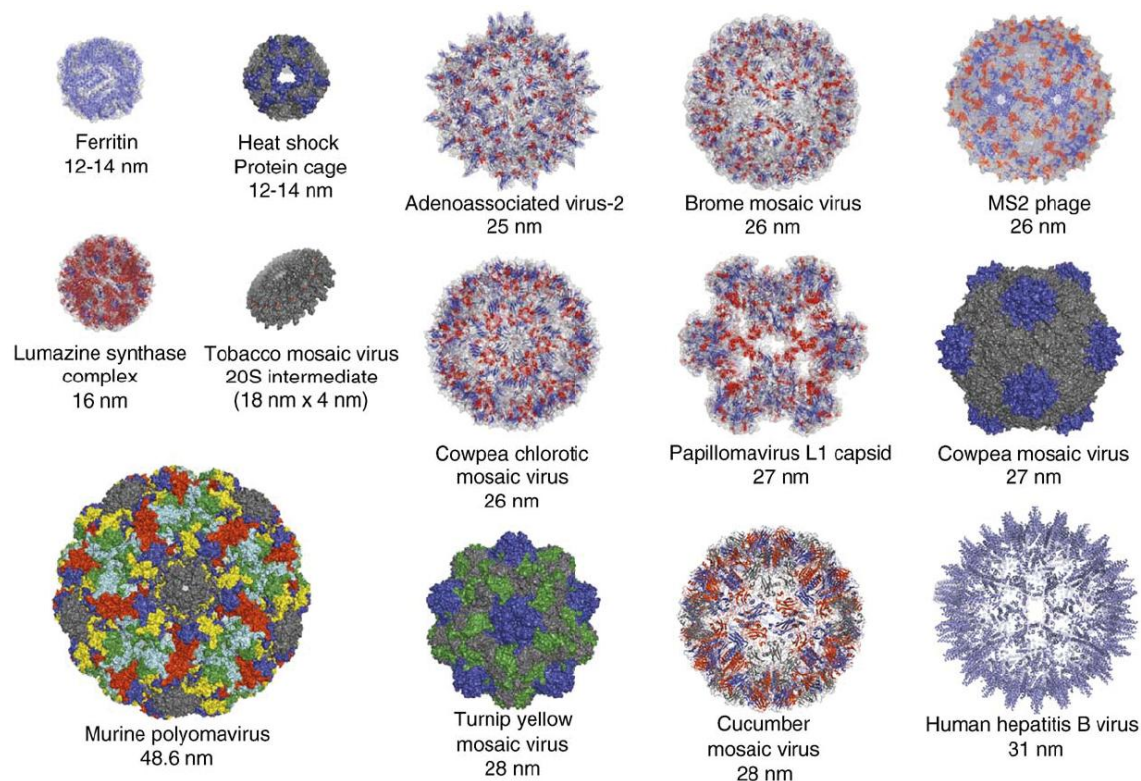 Ferritin
12-14 nm
Heat shock
Protein cage
12-14 nm
Adenoassociated virus-2
25 nm
Brome mosaic virus
26 nm
MS2 phage
26 nm
Lumazine synthase
complex
16 nm
Tobacco mosaic virus
20S intermediate
(18 nm x 4 nm)
Cowpea chlorotic
mosaic virus
26 nm
Papillomavirus L1 capsid
27 nm
Cowpea mosaic virus
27 nm
Murine polyomavirus
48.6 nm
Turnip yellow
mosaic virus
28 nm
Cucumber
mosaic virus
28 nm
Human hepatitis B virus
31 nm